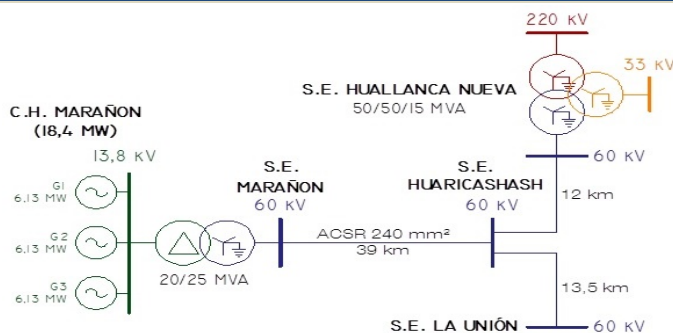 220 kV
33 kV
S.E. HUALLANCA NUEVA
50/50/15 MVA
C.H. MARAÑON
(18,4 MW)
13,8 kV
S.E.
MARAÑON
60 kV
S.E.
HUARICASHASH
60 kV
60 kV
G1
6.13 MW
G2
6.13 MW
G3
6.13 MW
20/25 MVA
ACSR 240 mm²
39 km
12 km
13,5 km
S.E. LA UNIÓN
60 kV